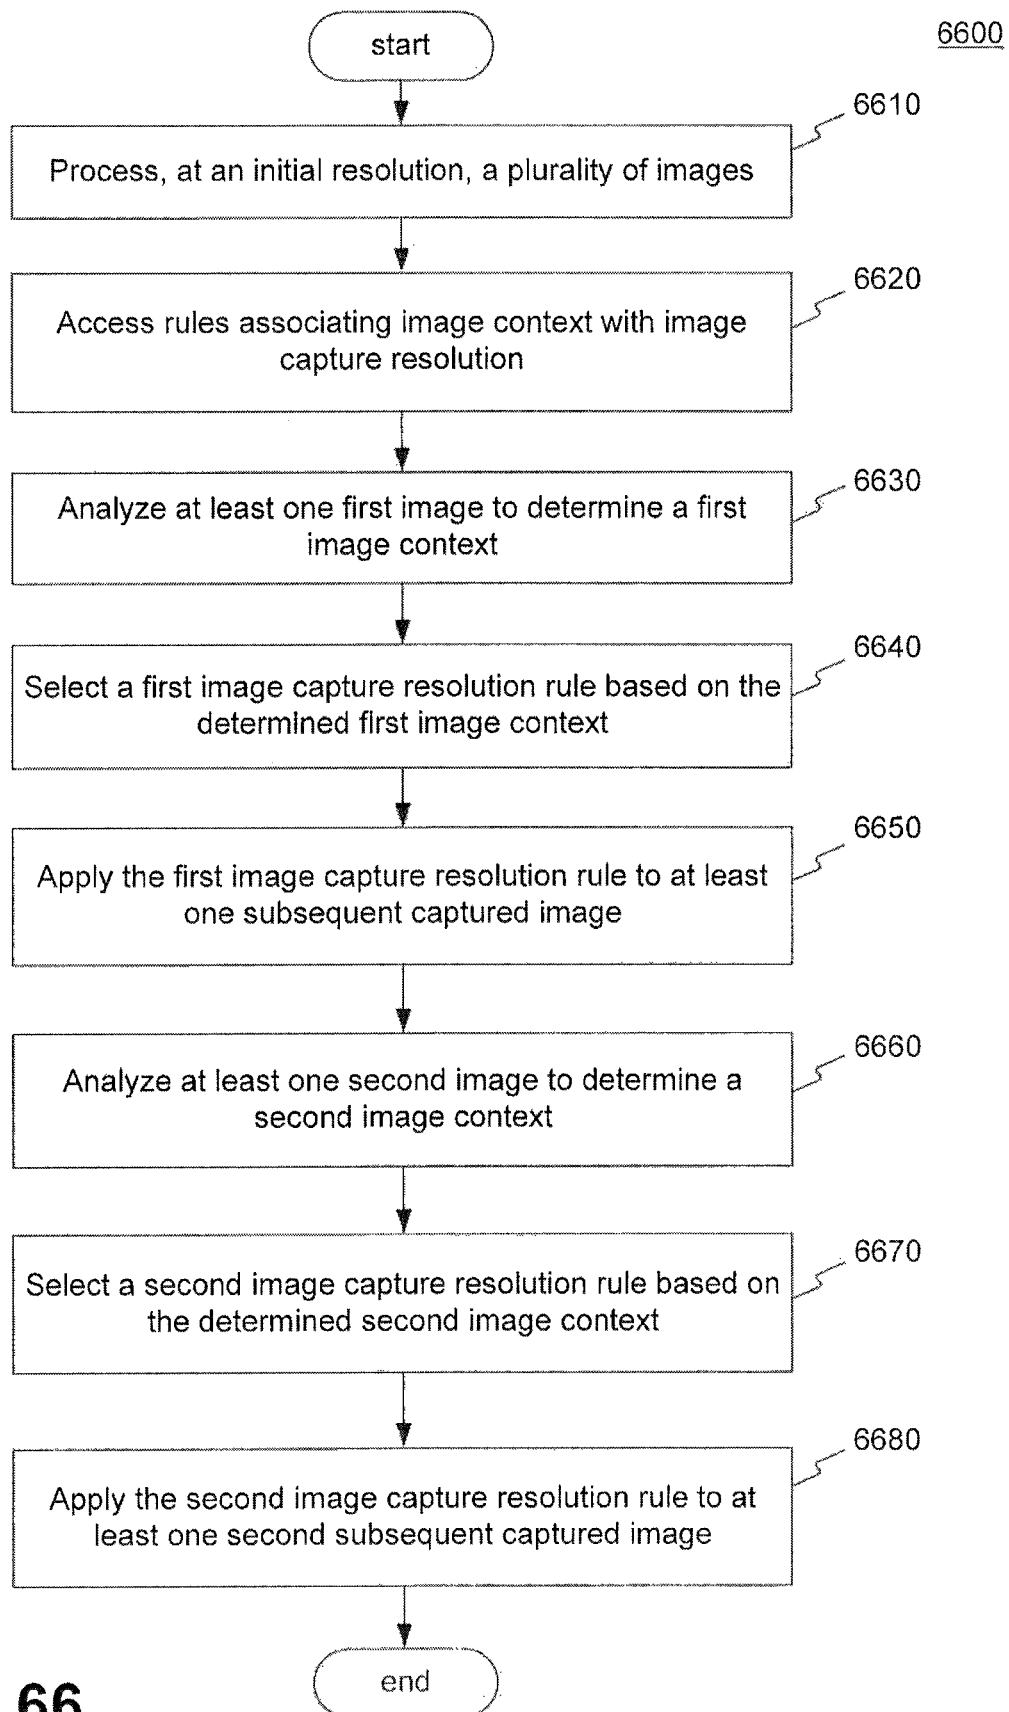 start
6600
6610
Process, at an initial resolution, a plurality of images
6620
Access rules associating image context with image
capture resolution
6630
Analyze at least one first image to determine a first
image context
6640
Select a first image capture resolution rule based on the
determined first image context
6650
Apply the first image capture resolution rule to at least
one subsequent captured image
6660
Analyze at least one second image to determine a
second image context
6670
Select a second image capture resolution rule based on
the determined second image context
6680
Apply the second image capture resolution rule to at
least one second subsequent captured image
end
66